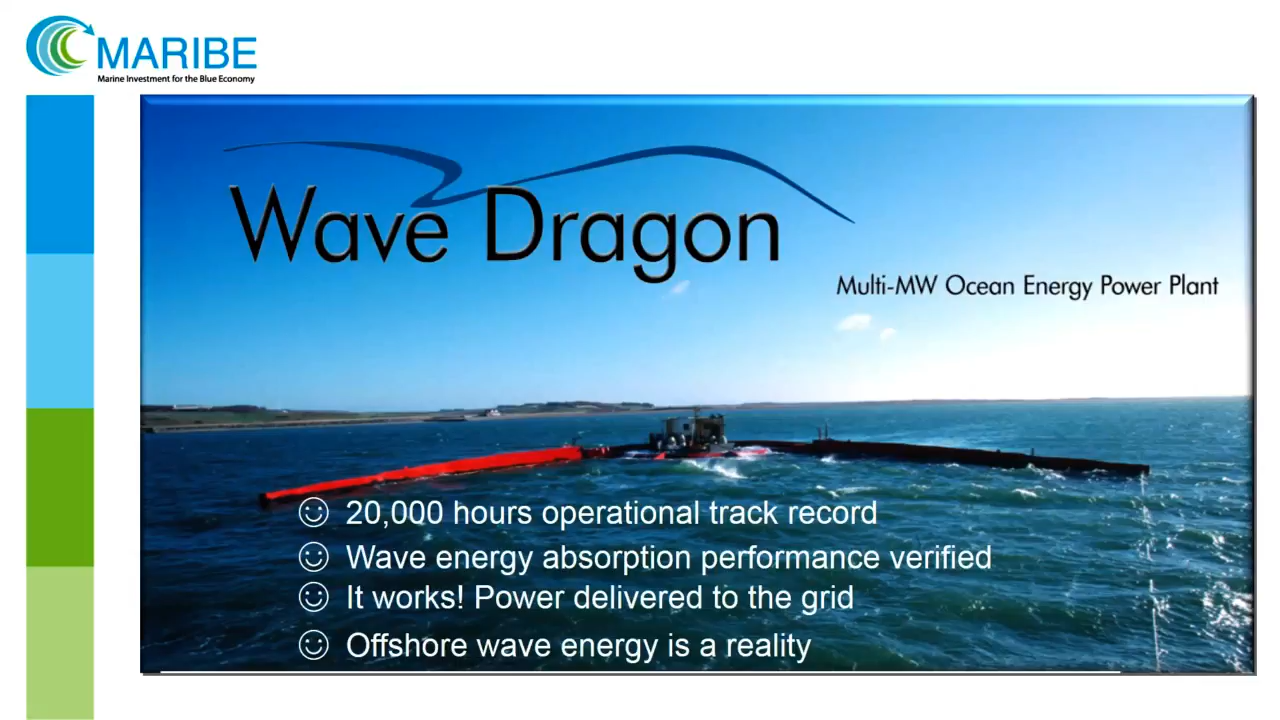 MARIBE
Marine Investment for the Blue Economy
Wave Dragon
Multi-MW Ocean Energy Power Plant
20,000 hours operational track record
Wave energy absorption performance verified
It works! Power delivered to the grid
Offshore wave energy is a reality